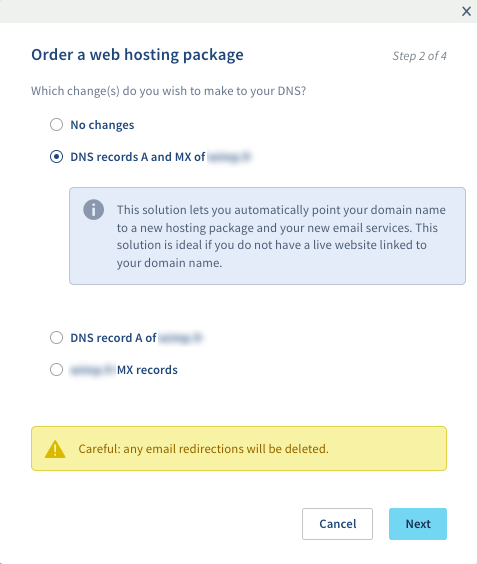 Order a web hosting package
Step 2 of 4
Which change(s) do you wish to make to your DNS?
No changes
DNS records A and MX of
This solution lets you automatically point your domain name
to a new hosting package and your new email services. This
solution is ideal if you do not have a live website linked to
your domain name.
DNS record A of
MX records
Careful: any email redirections will be deleted.
Cancel
Next